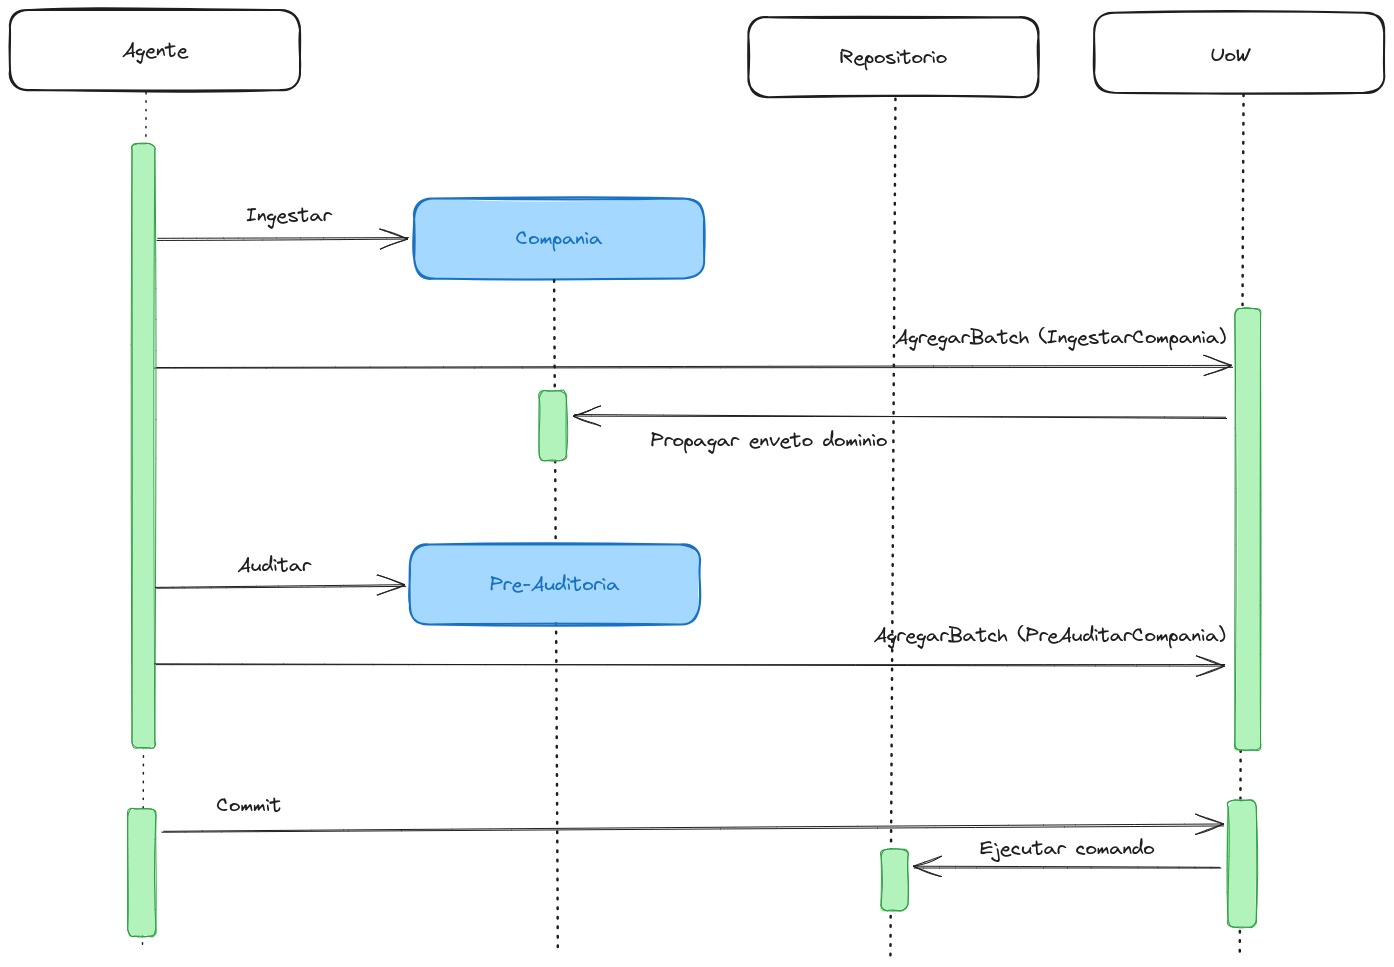 Agente
Repositorio
UoW
Ingestar
Compania
AgregarBatch (IngestarCompania)
Propagar enveto dominio
Auditar
Pre-Auditoria
AgregarBatch (PreAuditarCompania)
Commit
Ejecutar comando